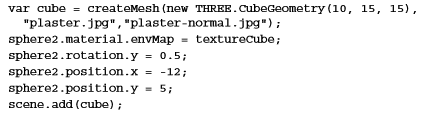 var cube = createMesh(new THREE.CubeGeometry(10, 15, 15),
"plaster.jpg","plaster-normal.jpg");
sphere2.material.envMap = textureCube;
sphere2.rotation.y = 0.5;
sphere2.position.x = -12;
sphere2.position.y = 5;
scene.add(cube);